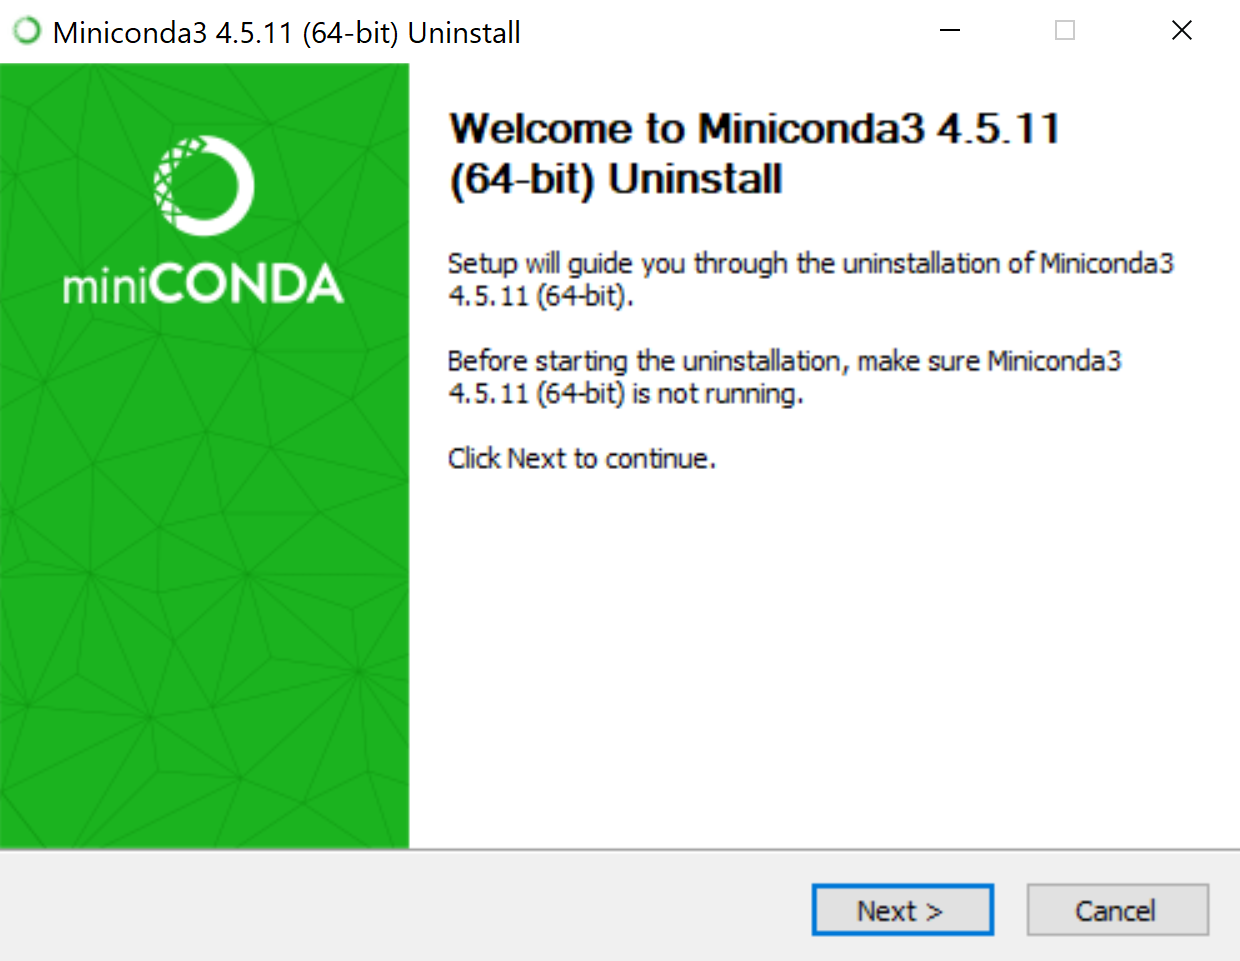 Miniconda3 4.5.11 (64-bit) Uninstall
miniCONDA
Welcome to Miniconda3 4.5.11
(64-bit) Uninstall
Setup will guide you through the uninstallation of Miniconda3
4.5.11 (64-bit).
Before starting the uninstallation, make sure Miniconda3
4.5.11 (64-bit) is not running.
Click Next to continue.
Next >
Cancel